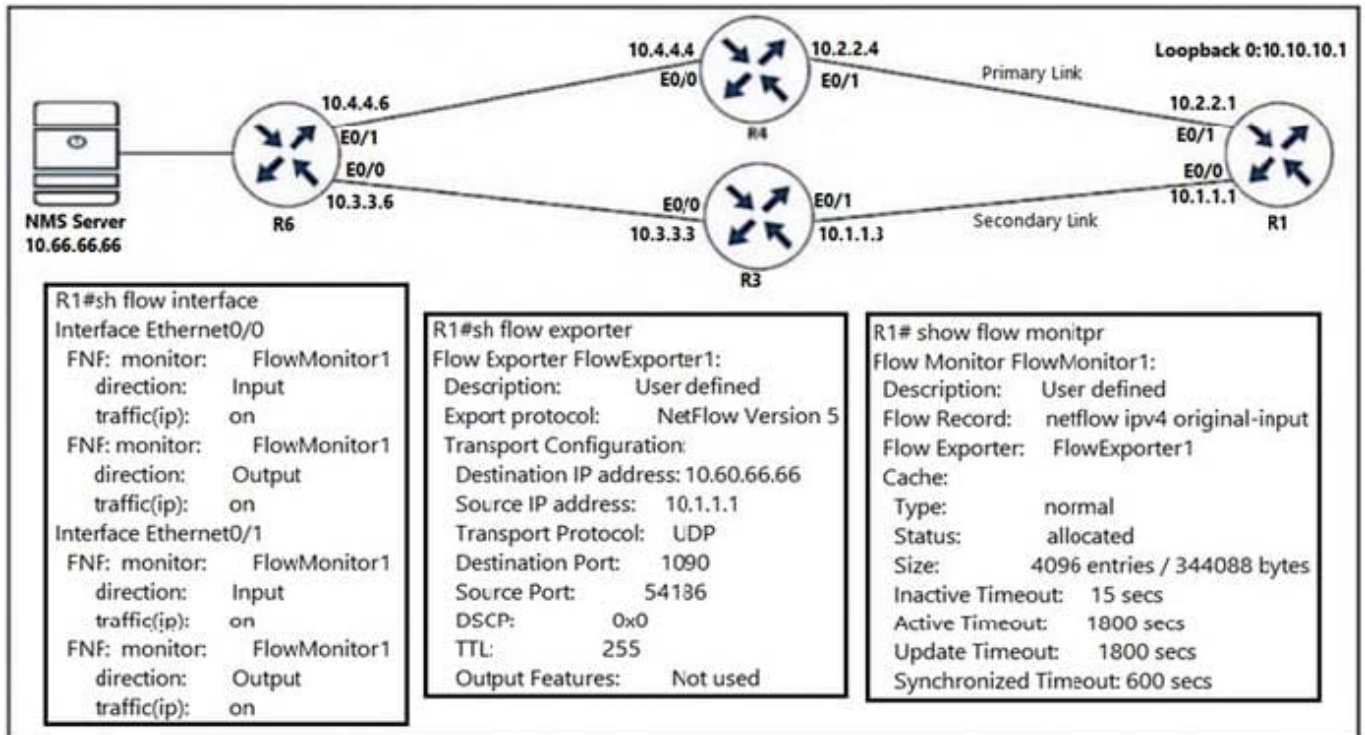 10.4.4.4
10.2.2.4
Loopback 0:10.10.10.1
E0/0
E0/1
Primary Link
10.4.4.6
R4
10.2.2.1
E0/1
E0/1
E0/0
E0/0
10.3.3.6
E0/0
E0/1
10.1.1.1
NMS Server
10.66.66.66
R6
10.3.3.3
10.1.1.3
Secondary Link
R1
R3
R1#sh flow interface
Interface Ethernet0/0
FNF: monitor: FlowMonitor1
direction: Input
traffic(ip): on
FNF: monitor: FlowMonitor1
direction: Output
traffic(ip): on
Interface Ethernet0/1
FNF: monitor: FlowMonitor1
direction: Input
traffic(ip): on
FNF: monitor: FlowMonitor1
direction: Output
traffic(ip): on
R1#sh flow exporter
Flow Exporter FlowExporter1:
Description: User defined
Export protocol: NetFlow Version 5
Transport Configuration:
Destination IP address: 10.60.66.66
Source IP address: 10.1.1.1
Transport Protocol: UDP
Destination Port: 1090
Source Port: 54186
DSCP: 0x0
TTL: 255
Output Features: Not used
R1# show flow monitpr
Flow Monitor FlowMonitor1:
Description: User defined
Flow Record: netflow ipv4 original-input
Flow Exporter: FlowExporter1
Cache:
Type: normal
Status: allocated
Size: 4096 entries / 344088 bytes
Inactive Timeout: 15 secs
Active Timeout: 1800 secs
Update Timeout: 1800 secs
Synchronized Timeout: 600 secs